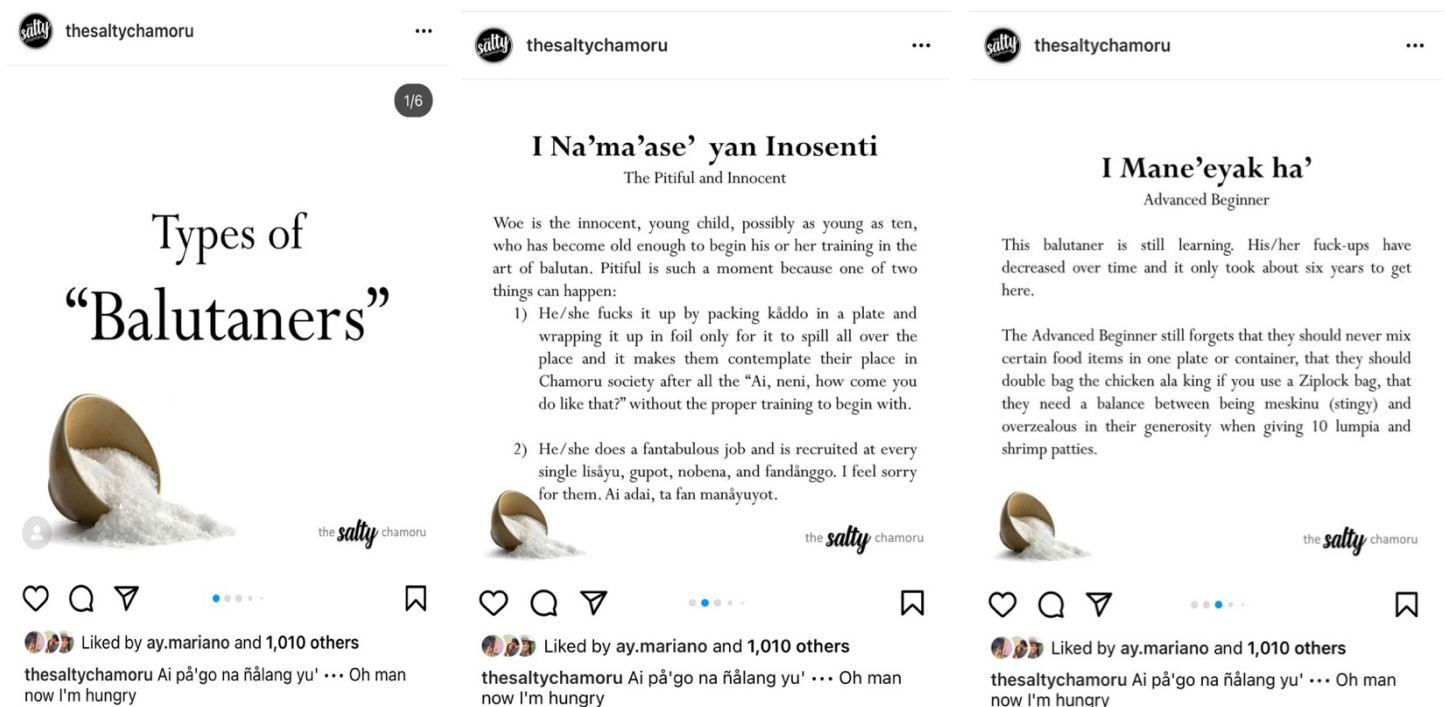 the salty chamoru
thesaltychamoru
1/6
Types of
“Balutaners”
the salty chamoru
Liked by ay.mariano and 1,010 others
thesaltychamoru Ai på'go na ñålang yu' ••• Oh man
now I'm hungry
salty
thesaltychamoru
I Na’ma’ase’ yan Inosenti
The Pitiful and Innocent
Woe is the innocent, young child, possibly as young as ten,
who has become old enough to begin his or her training in the
art of balutan. Pitiful is such a moment because one of two
things can happen:
1) He/she fucks it up by packing kåddo in a plate and
wrapping it up in foil only for it to spill all over the
place and it makes them contemplate their place in
Chamoru society after all the “Ai, neni, how come you
do like that?” without the proper training to begin with.
2) He/she does a fantabulous job and is recruited at every
single lisåyu, gupot, nobena, and fandånggo. I feel sorry
for them. Ai adai, ta fan manåyuyot.
the salty chamoru
Liked by ay.mariano and 1,010 others
thesaltychamoru Ai på'go na ñålang yu' ••• Oh man
now I'm hungry
salty
thesaltychamoru
I Mane’eyak ha’
Advanced Beginner
This balutaner is still learning. His/her fuck-ups have
decreased over time and it only took about six years to get
here.
The Advanced Beginner still forgets that they should never mix
certain food items in one plate or container, that they should
double bag the chicken ala king if you use a Ziplock bag, that
they need a balance between being meskinu (stingy) and
overzealous in their generosity when giving 10 lumpia and
shrimp patties.
the salty chamoru
Liked by ay.mariano and 1,010 others
thesaltychamoru Ai på'go na ñålang yu' ••• Oh man
now I'm hungry